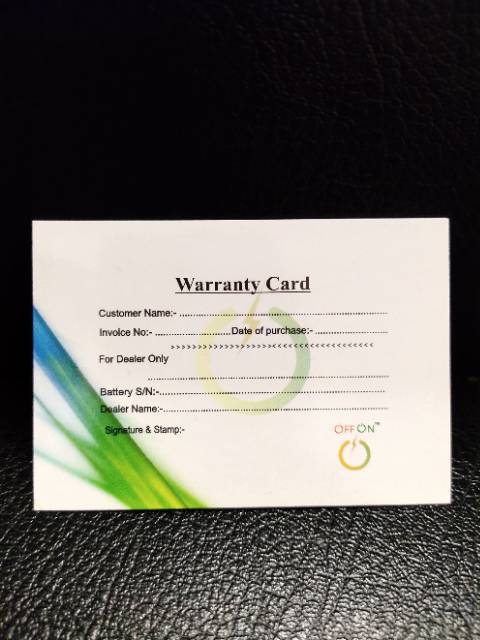 Warranty Card
Customer Name:- ........................................................................
Invoice No:- ...........................Date of purchase:- .........................
>>>>>>>>>>>>>>>>>>><<<<<<<<<<<<<<<<<<<
For Dealer Only
........................................................................
Battery S/N:-........................................................................
Dealer Name:-........................................................................
Signature & Stamp:-
OFF ON™